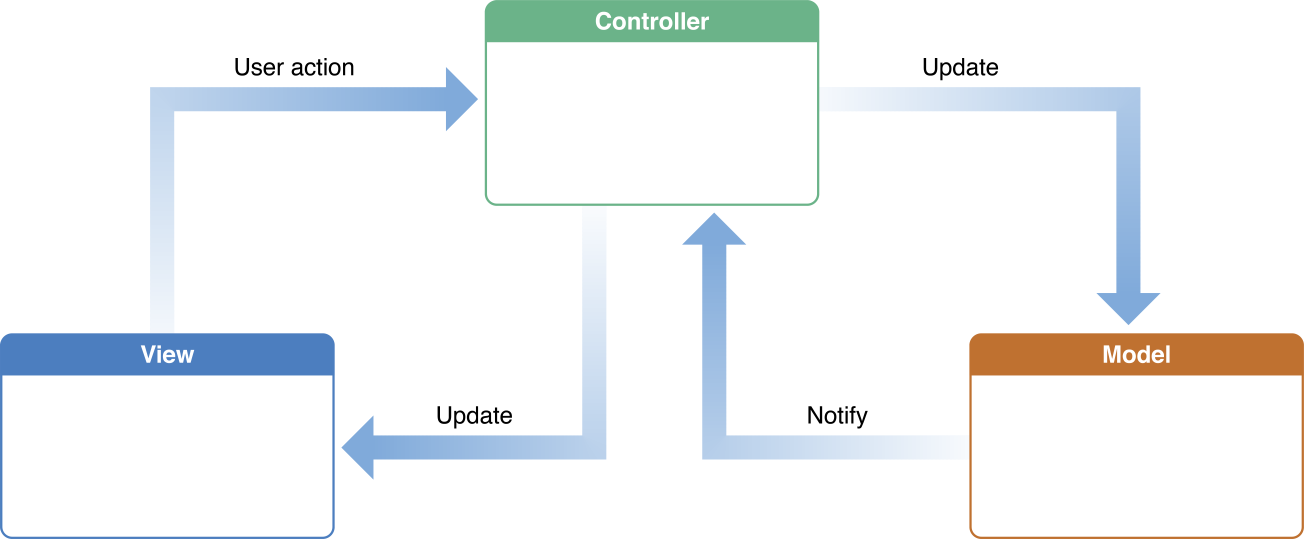 Controller
User action
Update
View
Model
Update
Notify